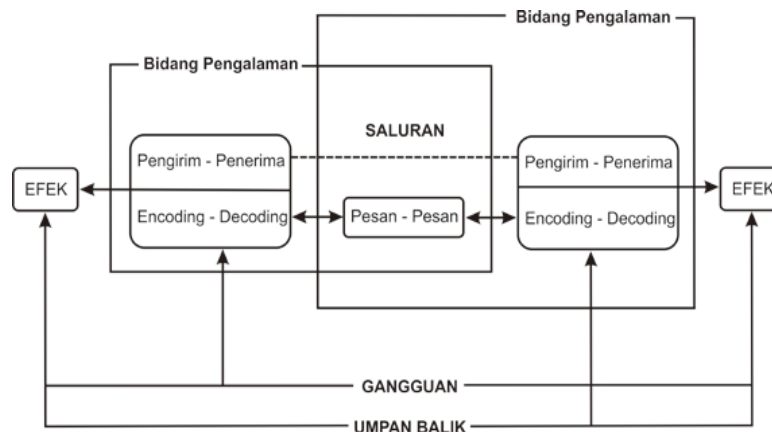 Bidang Pengalaman
Bidang Pengalaman
SALURAN
Pengirim - Penerima
Pengirim - Penerima
EFEK
EFEK
Encoding - Decoding
Pesan - Pesan
Encoding - Decoding
GANGGUAN
UMPAN BALIK